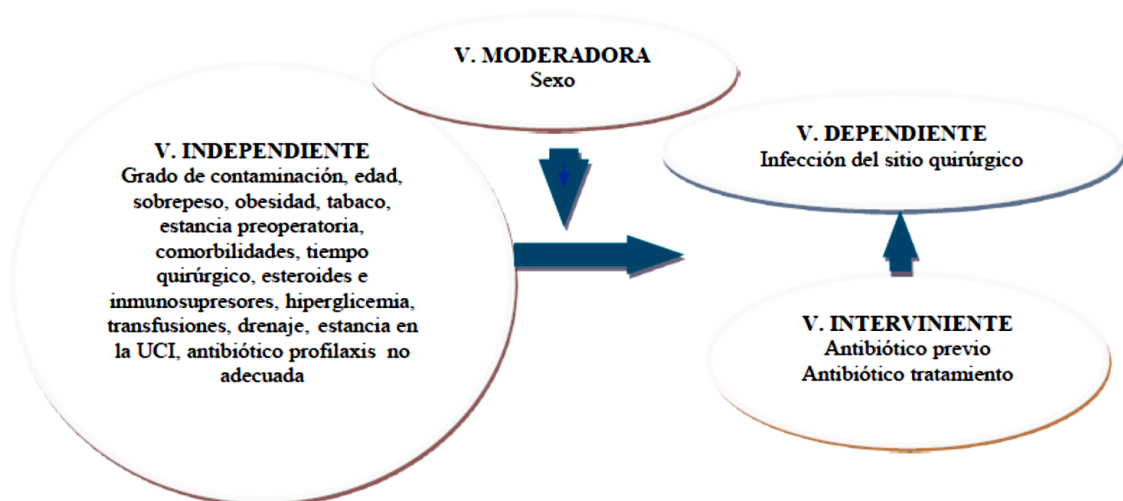 V. MODERADORA
Sexo
V. INDEPENDIENTE
Grado de contaminación, edad,
sobrepeso, obesidad, tabaco,
estancia preoperatoria,
comorbilidades, tiempo
quirúrgico, esteroides e
inmunosupresores, hiperglicemia,
transfusiones, drenaje, estancia en
la UCI, antibiótico profilaxis no
adecuada
V. DEPENDIENTE
Infección del sitio quirúrgico
V. INTERVINIENTE
Antibiótico previo
Antibiótico tratamiento